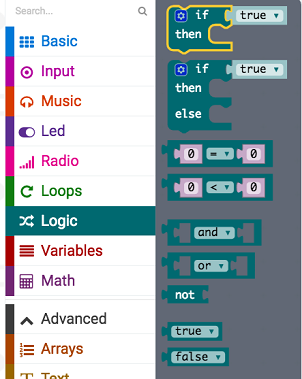 Search...
Basic
Input
Music
Led
Radio
Loops
Logic
Variables
Math
Advanced
Arrays
Text
if true
then
if true
then
else
0 = 0
0 < 0
and
or
not
true
false